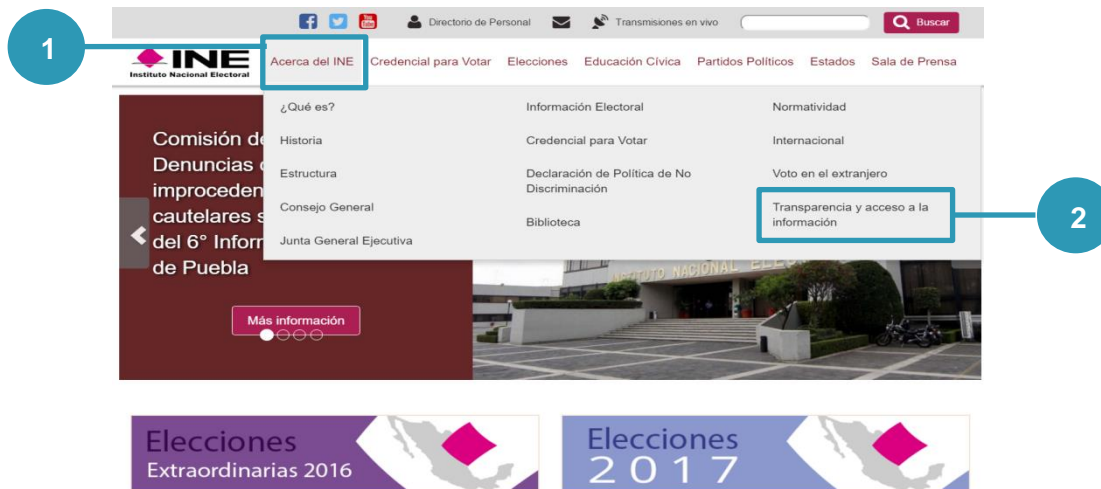 You Tube
Directorio de Personal
Transmisiones en vivo
Buscar
1
INE
Instituto Nacional Electoral
Acerca del INE
Credencial para Votar
Elecciones
Educación Cívica
Partidos Políticos
Estados
Sala de Prensa
¿Qué es?
Historia
Estructura
Consejo General
Junta General Ejecutiva
Información Electoral
Credencial para Votar
Declaración de Política de No
Discriminación
Biblioteca
Normatividad
Internacional
Voto en el extranjero
Transparencia y acceso a la
información
2
Comisión de
Denuncias
improceden
cautelares s
del 6° Inforr
de Puebla
Más información
INSTITUTO NACIONAL
Elecciones
Extraordinarias 2016
Elecciones
2017